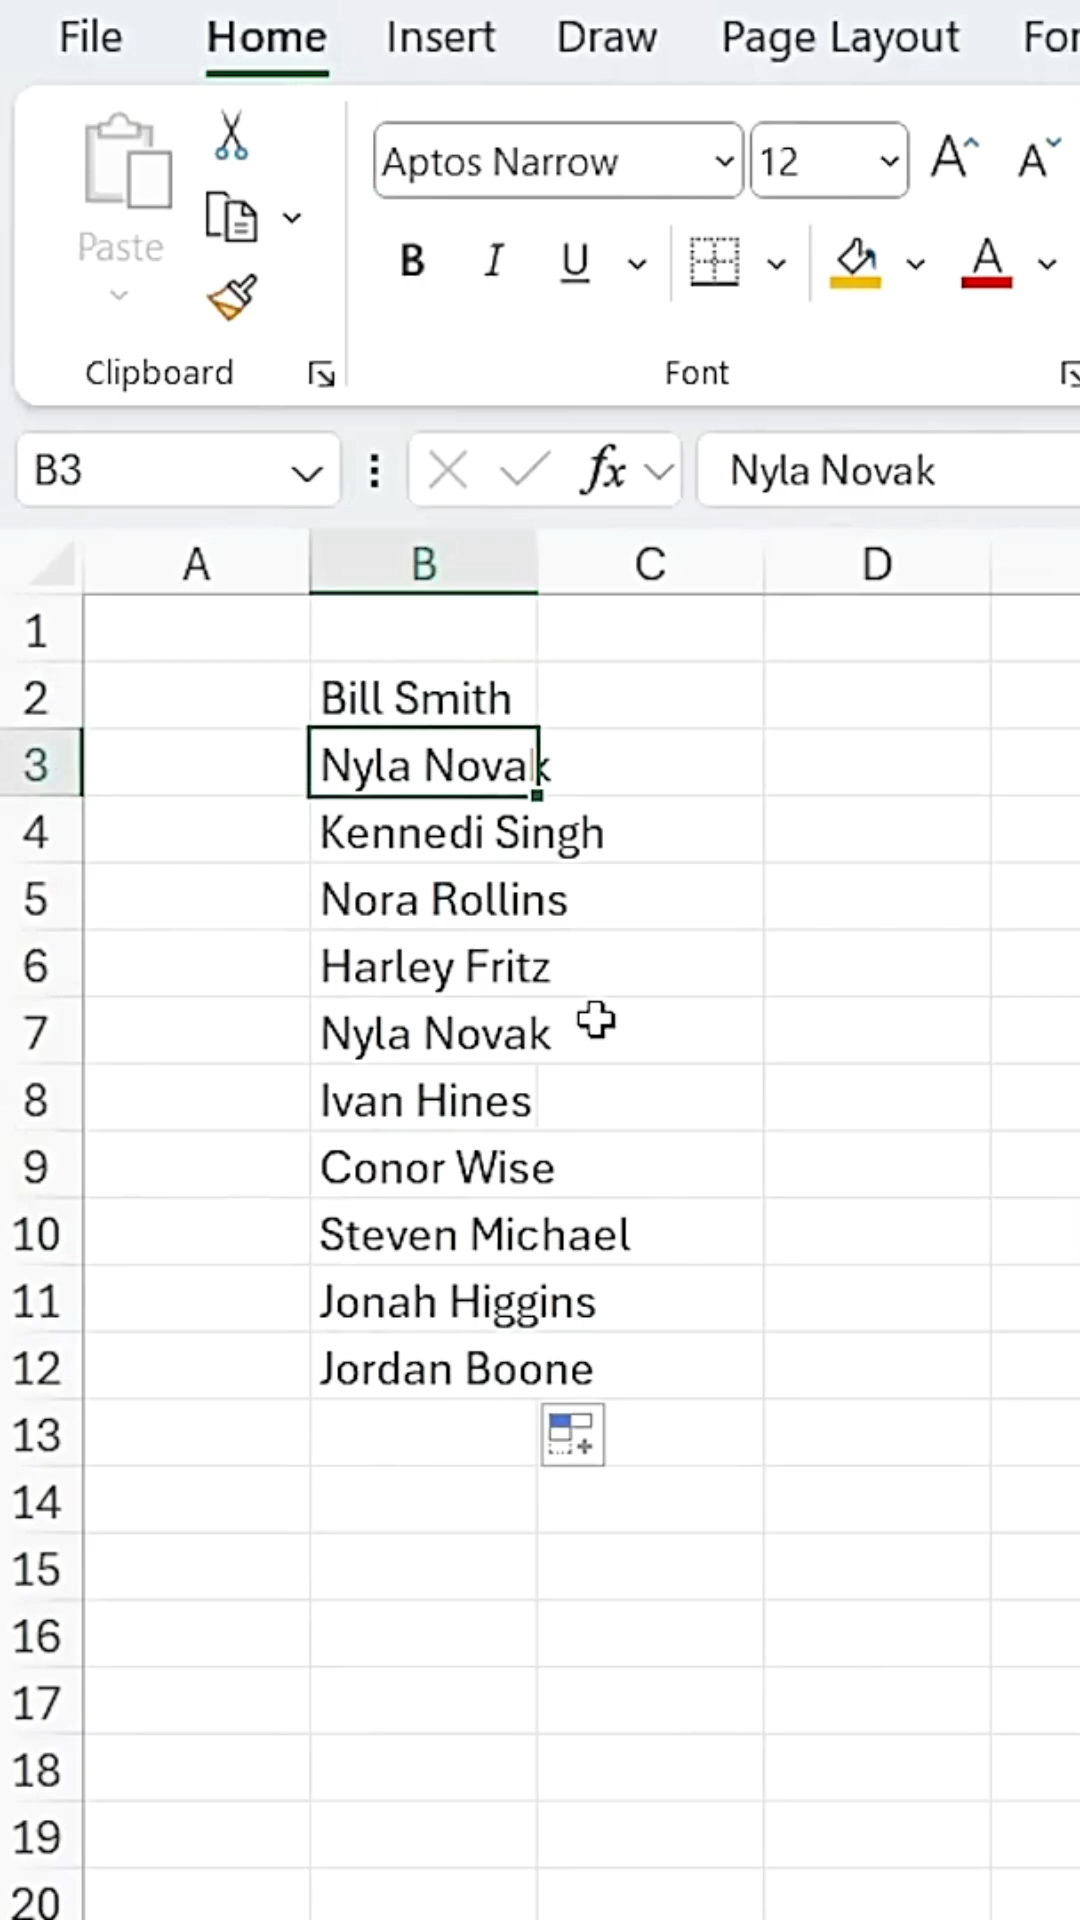 File Home Insert Draw Page Layout For
Aptos Narrow 12 A A
Paste
B I U A
Clipboard Font
B3 fx Nyla Novak
A B C D
1
2 Bill Smith
3 Nyla Novak
4 Kennedi Singh
5 Nora Rollins
6 Harley Fritz
7 Nyla Novak
8 Ivan Hines
9 Conor Wise
10 Steven Michael
11 Jonah Higgins
12 Jordan Boone
13
14
15
16
17
18
19
20